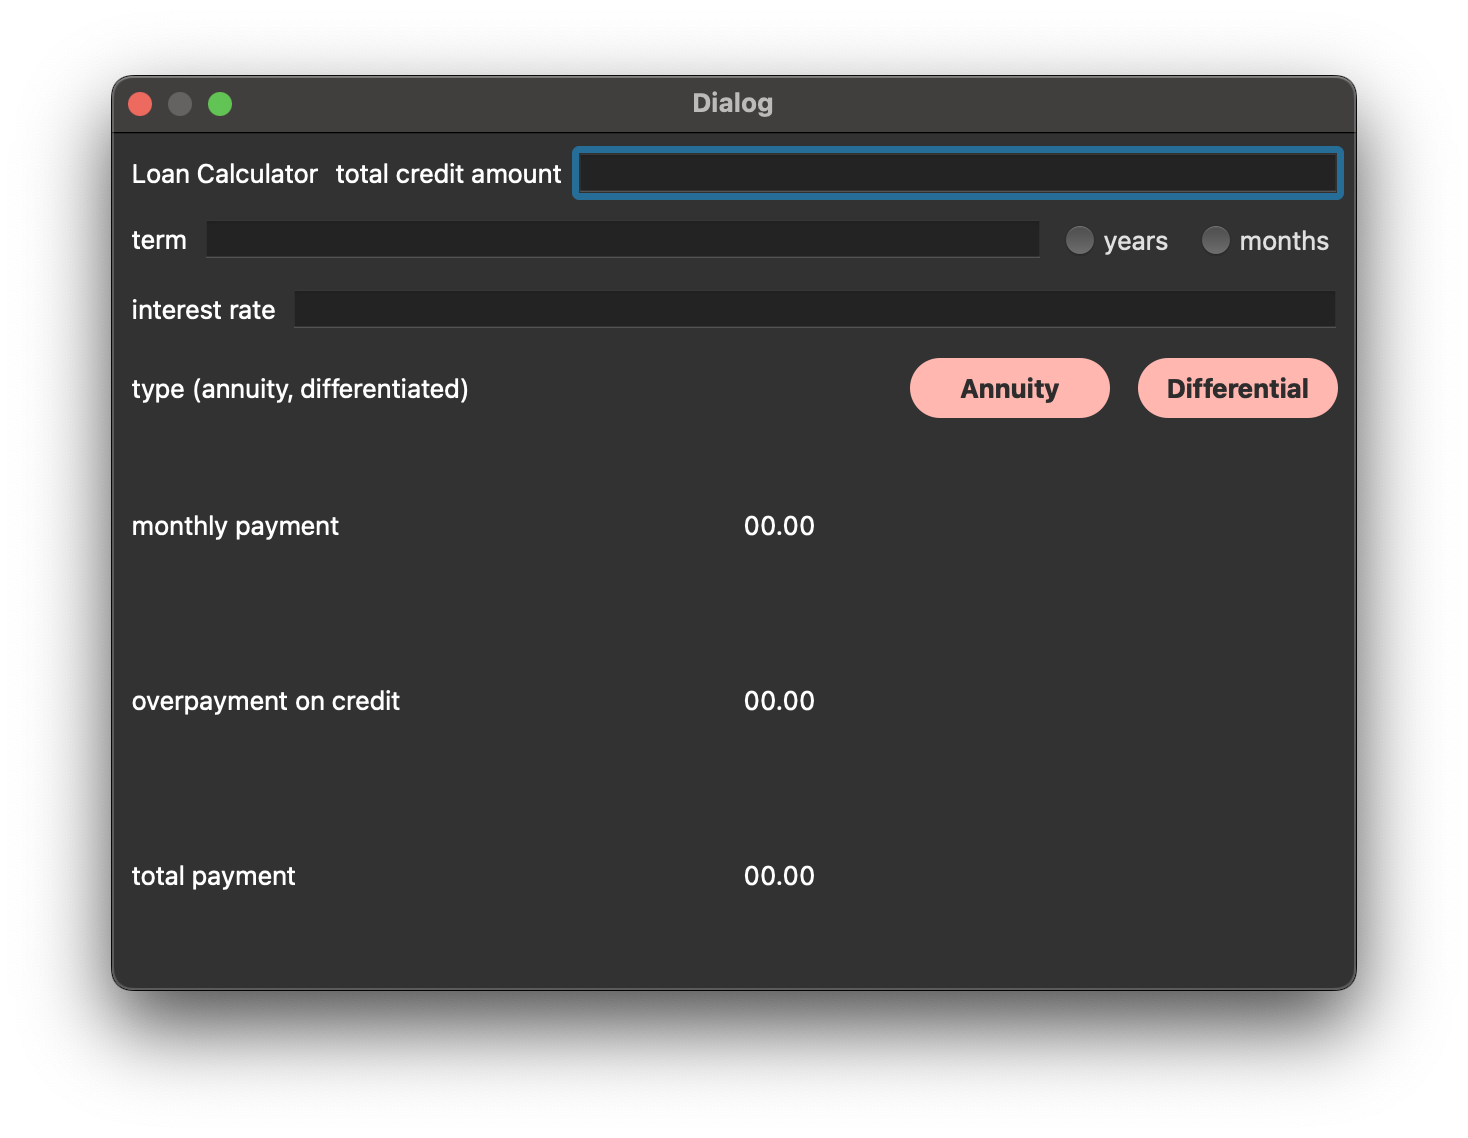 Dialog
Loan Calculator total credit amount
term years months
interest rate
type (annuity, differentiated) Annuity Differential
monthly payment 00.00
overpayment on credit 00.00
total payment 00.00